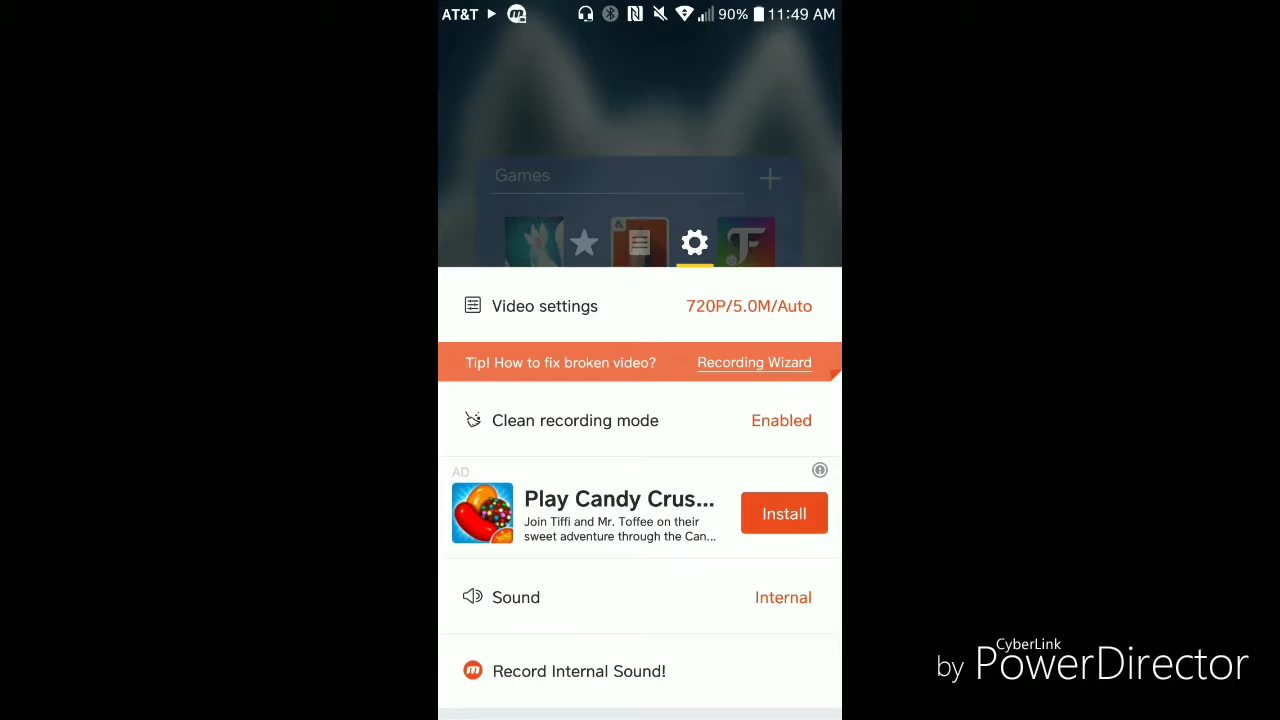 AT&T 90% 11:49 AM
Games
Video settings 720P/5.0M/Auto
Tip! How to fix broken video? Recording Wizard
Clean recording mode Enabled
AD
Play Candy Crus...
Join Tiffi and Mr. Toffee on their
sweet adventure through the Can...
Install
Sound Internal
Record Internal Sound!
CyberLink
by PowerDirector